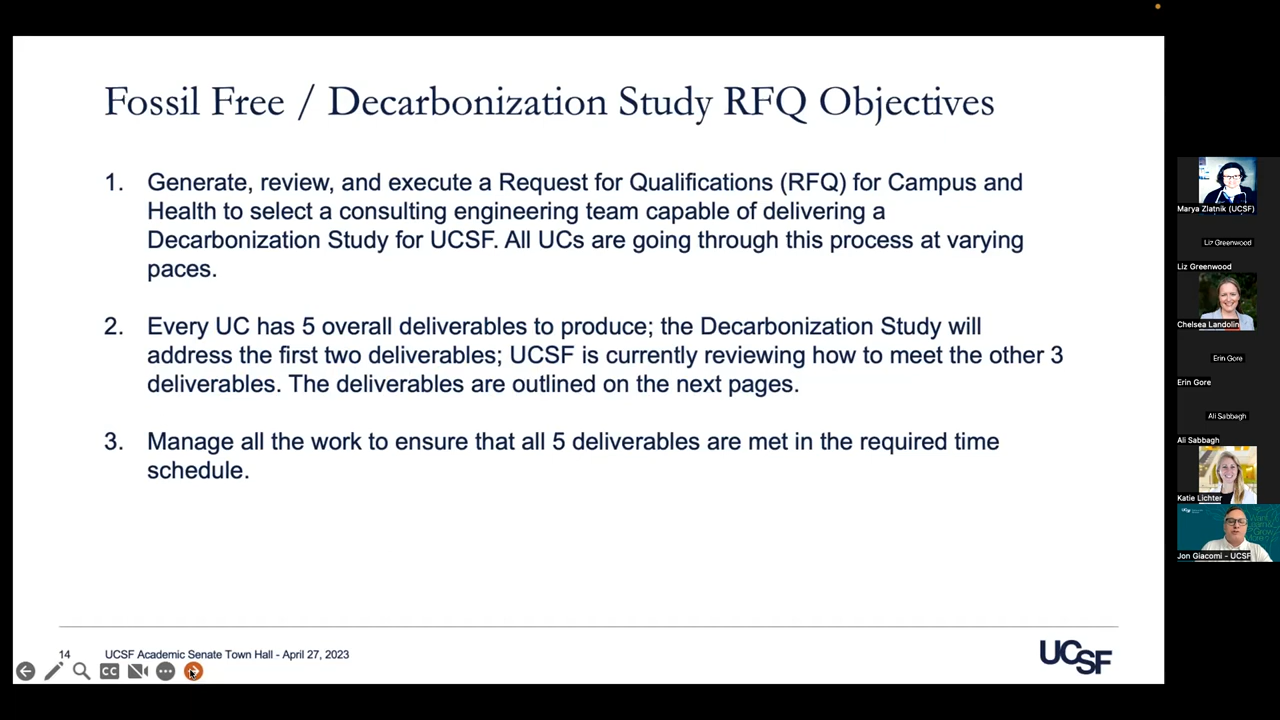 Fossil Free / Decarbonization Study RFQ Objectives
1. Generate, review, and execute a Request for Qualifications (RFQ) for Campus and
Health to select a consulting engineering team capable of delivering a
Decarbonization Study for UCSF. All UCs are going through this process at varying
paces.
2. Every UC has 5 overall deliverables to produce; the Decarbonization Study will
address the first two deliverables; UCSF is currently reviewing how to meet the other 3
deliverables. The deliverables are outlined on the next pages.
3. Manage all the work to ensure that all 5 deliverables are met in the required time
schedule.
14 UCSF Academic Senate Town Hall - April 27, 2023
UCSF
CC
Marya Zlatnik (UCSF)
Liz Greenwood
Liz Greenwood
Chelsea Landolin
Erin Gore
Erin Gore
Ali Sabbagh
Ali Sabbagh
Katie Lichter
Jon Giacomi - UCSF